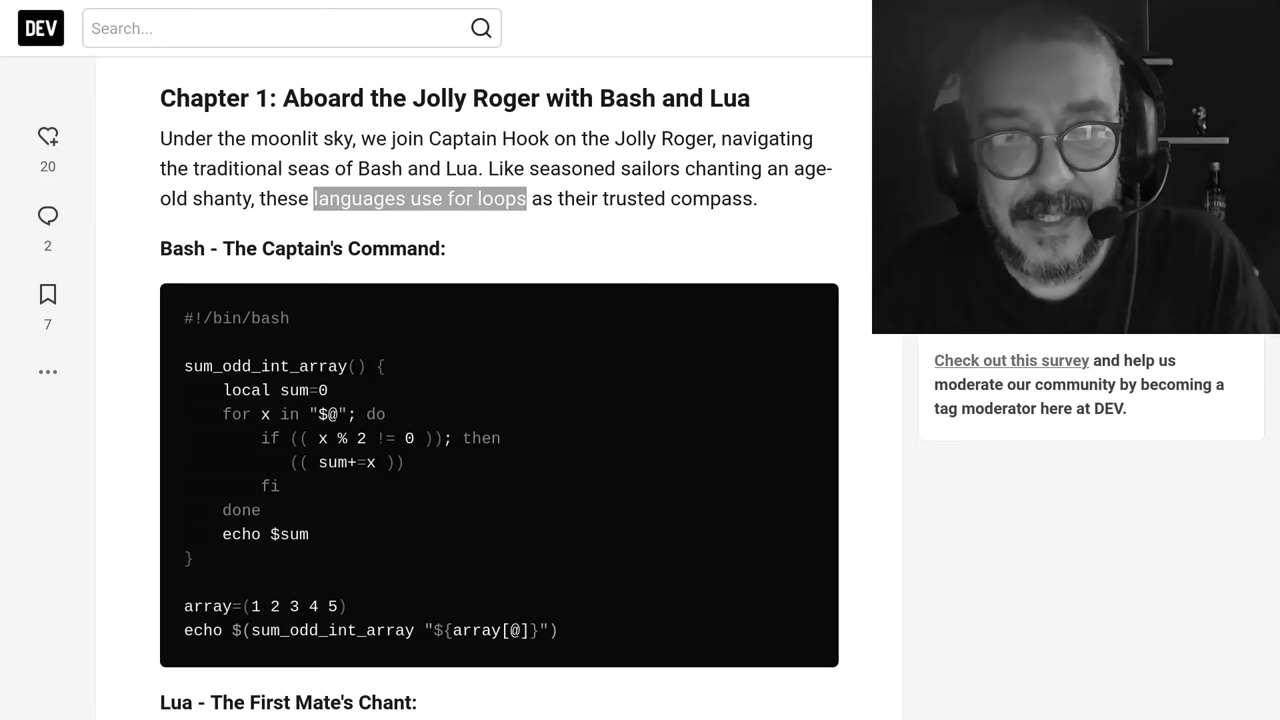 DEV
Search...
Chapter 1: Aboard the Jolly Roger with Bash and Lua
Under the moonlit sky, we join Captain Hook on the Jolly Roger, navigating
the traditional seas of Bash and Lua. Like seasoned sailors chanting an age-
old shanty, these languages use for loops as their trusted compass.
20
2
7
Bash - The Captain's Command:
#!/bin/bash
sum_odd_int_array() {
    local sum=0
    for x in "$@"; do
        if (( x % 2 != 0 )); then
           (( sum+=x ))
        fi
    done
    echo $sum
}
array=(1 2 3 4 5)
echo $(sum_odd_int_array "${array[@]}")
Lua - The First Mate's Chant:
Check out this survey and help us
moderate our community by becoming a
tag moderator here at DEV.